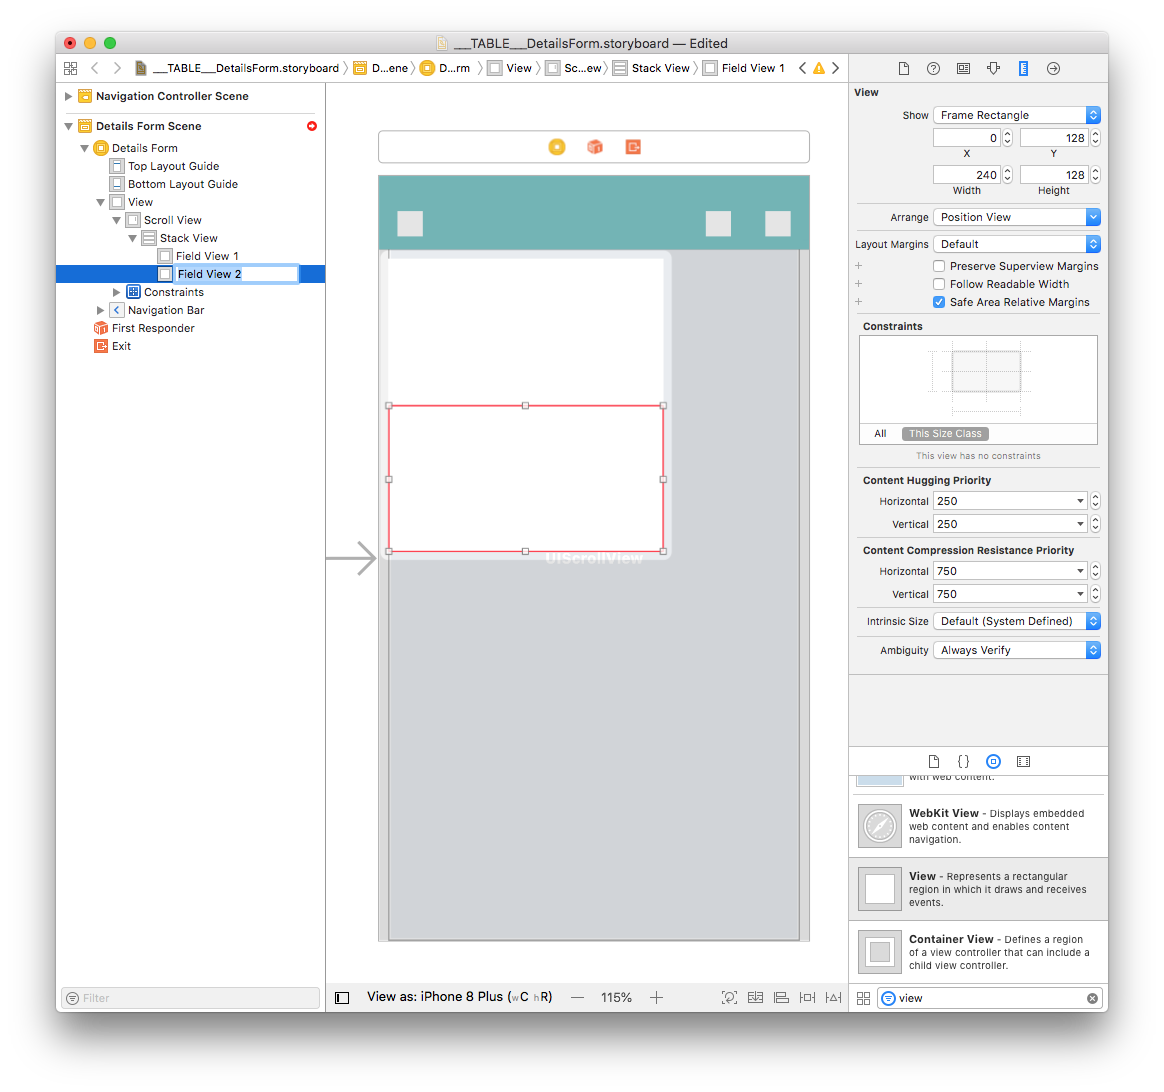 ___TABLE___DetailsForm.storyboard — Edited
___TABLE___DetailsForm.storyboard
D...ene
D...rm
View
Sc...ew
Stack View
Field View 1
Navigation Controller Scene
Details Form Scene
Details Form
Top Layout Guide
Bottom Layout Guide
View
Scroll View
Stack View
Field View 1
Field View 2
Constraints
Navigation Bar
First Responder
Exit
Filter
UIScrollView
View as: iPhone 8 Plus (wC hR)
115%
View
Show Frame Rectangle
0 128
X Y
240 128
Width Height
Arrange Position View
Layout Margins Default
Preserve Superview Margins
Follow Readable Width
Safe Area Relative Margins
Constraints
All This Size Class
This view has no constraints
Content Hugging Priority
Horizontal 250
Vertical 250
Content Compression Resistance Priority
Horizontal 750
Vertical 750
Intrinsic Size Default (System Defined)
Ambiguity Always Verify
with web content.
WebKit View - Displays embedded
web content and enables content
navigation.
View - Represents a rectangular
region in which it draws and receives
events.
Container View - Defines a region
of a view controller that can include a
child view controller.
view